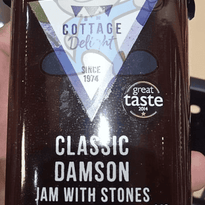 COTTAGE
Delight
SINCE
1974
great
taste
2014
CLASSIC
DAMSON
JAM WITH STONES